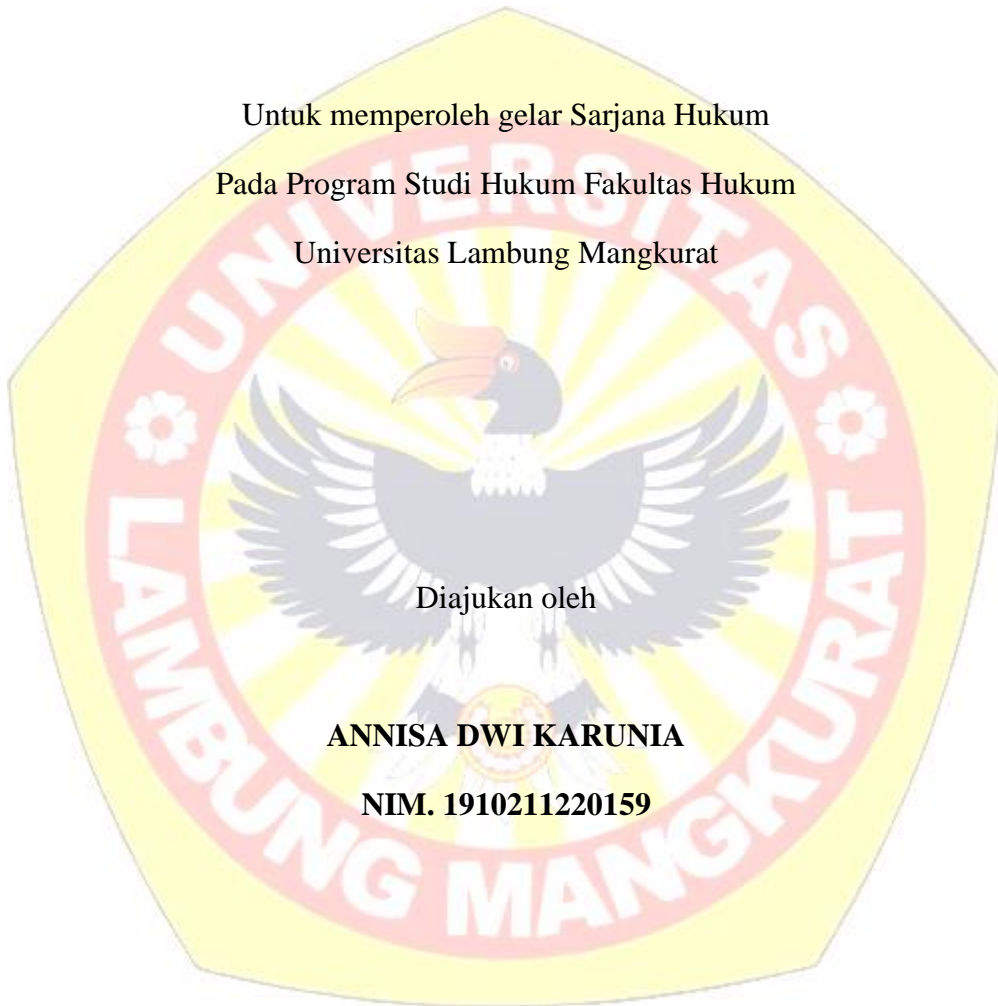 Untuk memperoleh gelar Sarjana Hukum
Pada Program Studi Hukum Fakultas Hukum
Universitas Lambung Mangkurat
UNIVERSITAS
LAMBUNG MANGKURAT
Diajukan oleh
ANNISA DWI KARUNIA
NIM. 1910211220159